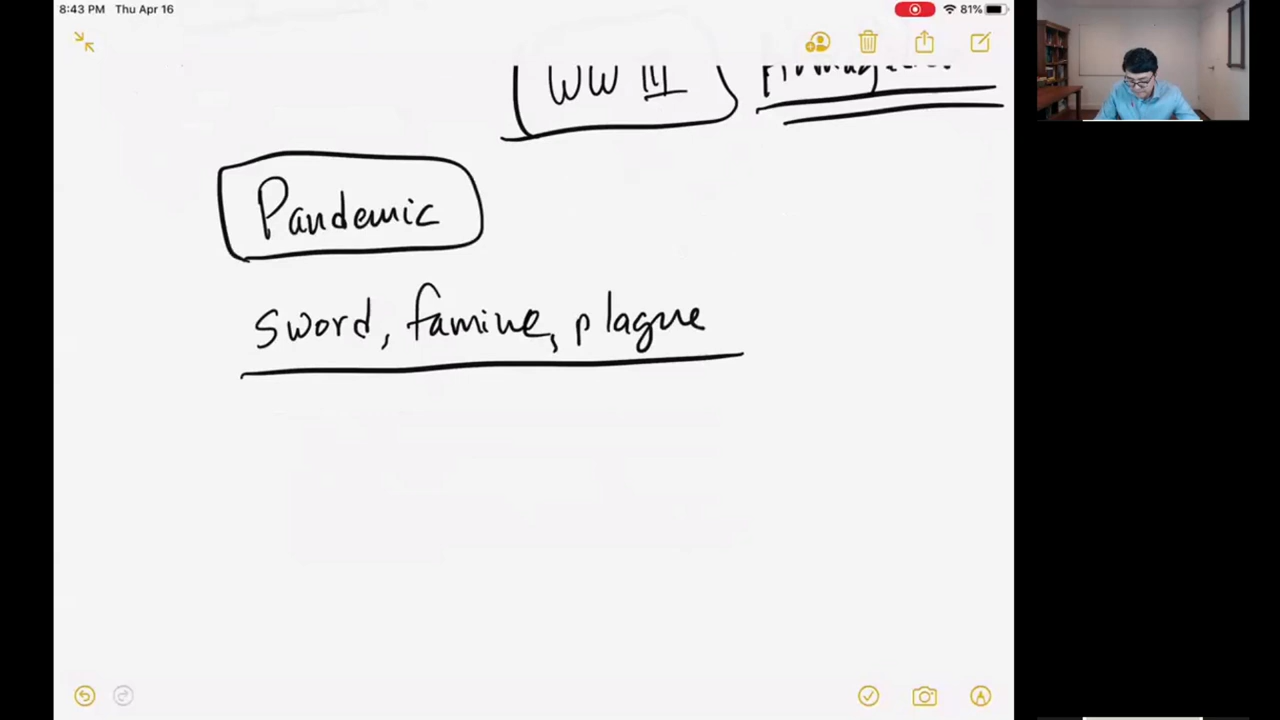 8:43 PM Thu Apr 16
81%
WW III
Pandemic
sword, famine, plague